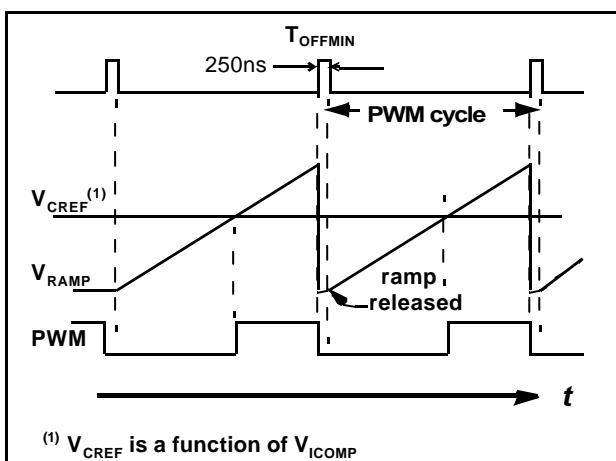 TOFFMIN
250ns
PWM cycle
VCREF(1)
VRAMP
ramp
released
PWM
t
(1) VCREF is a function of VICOMP